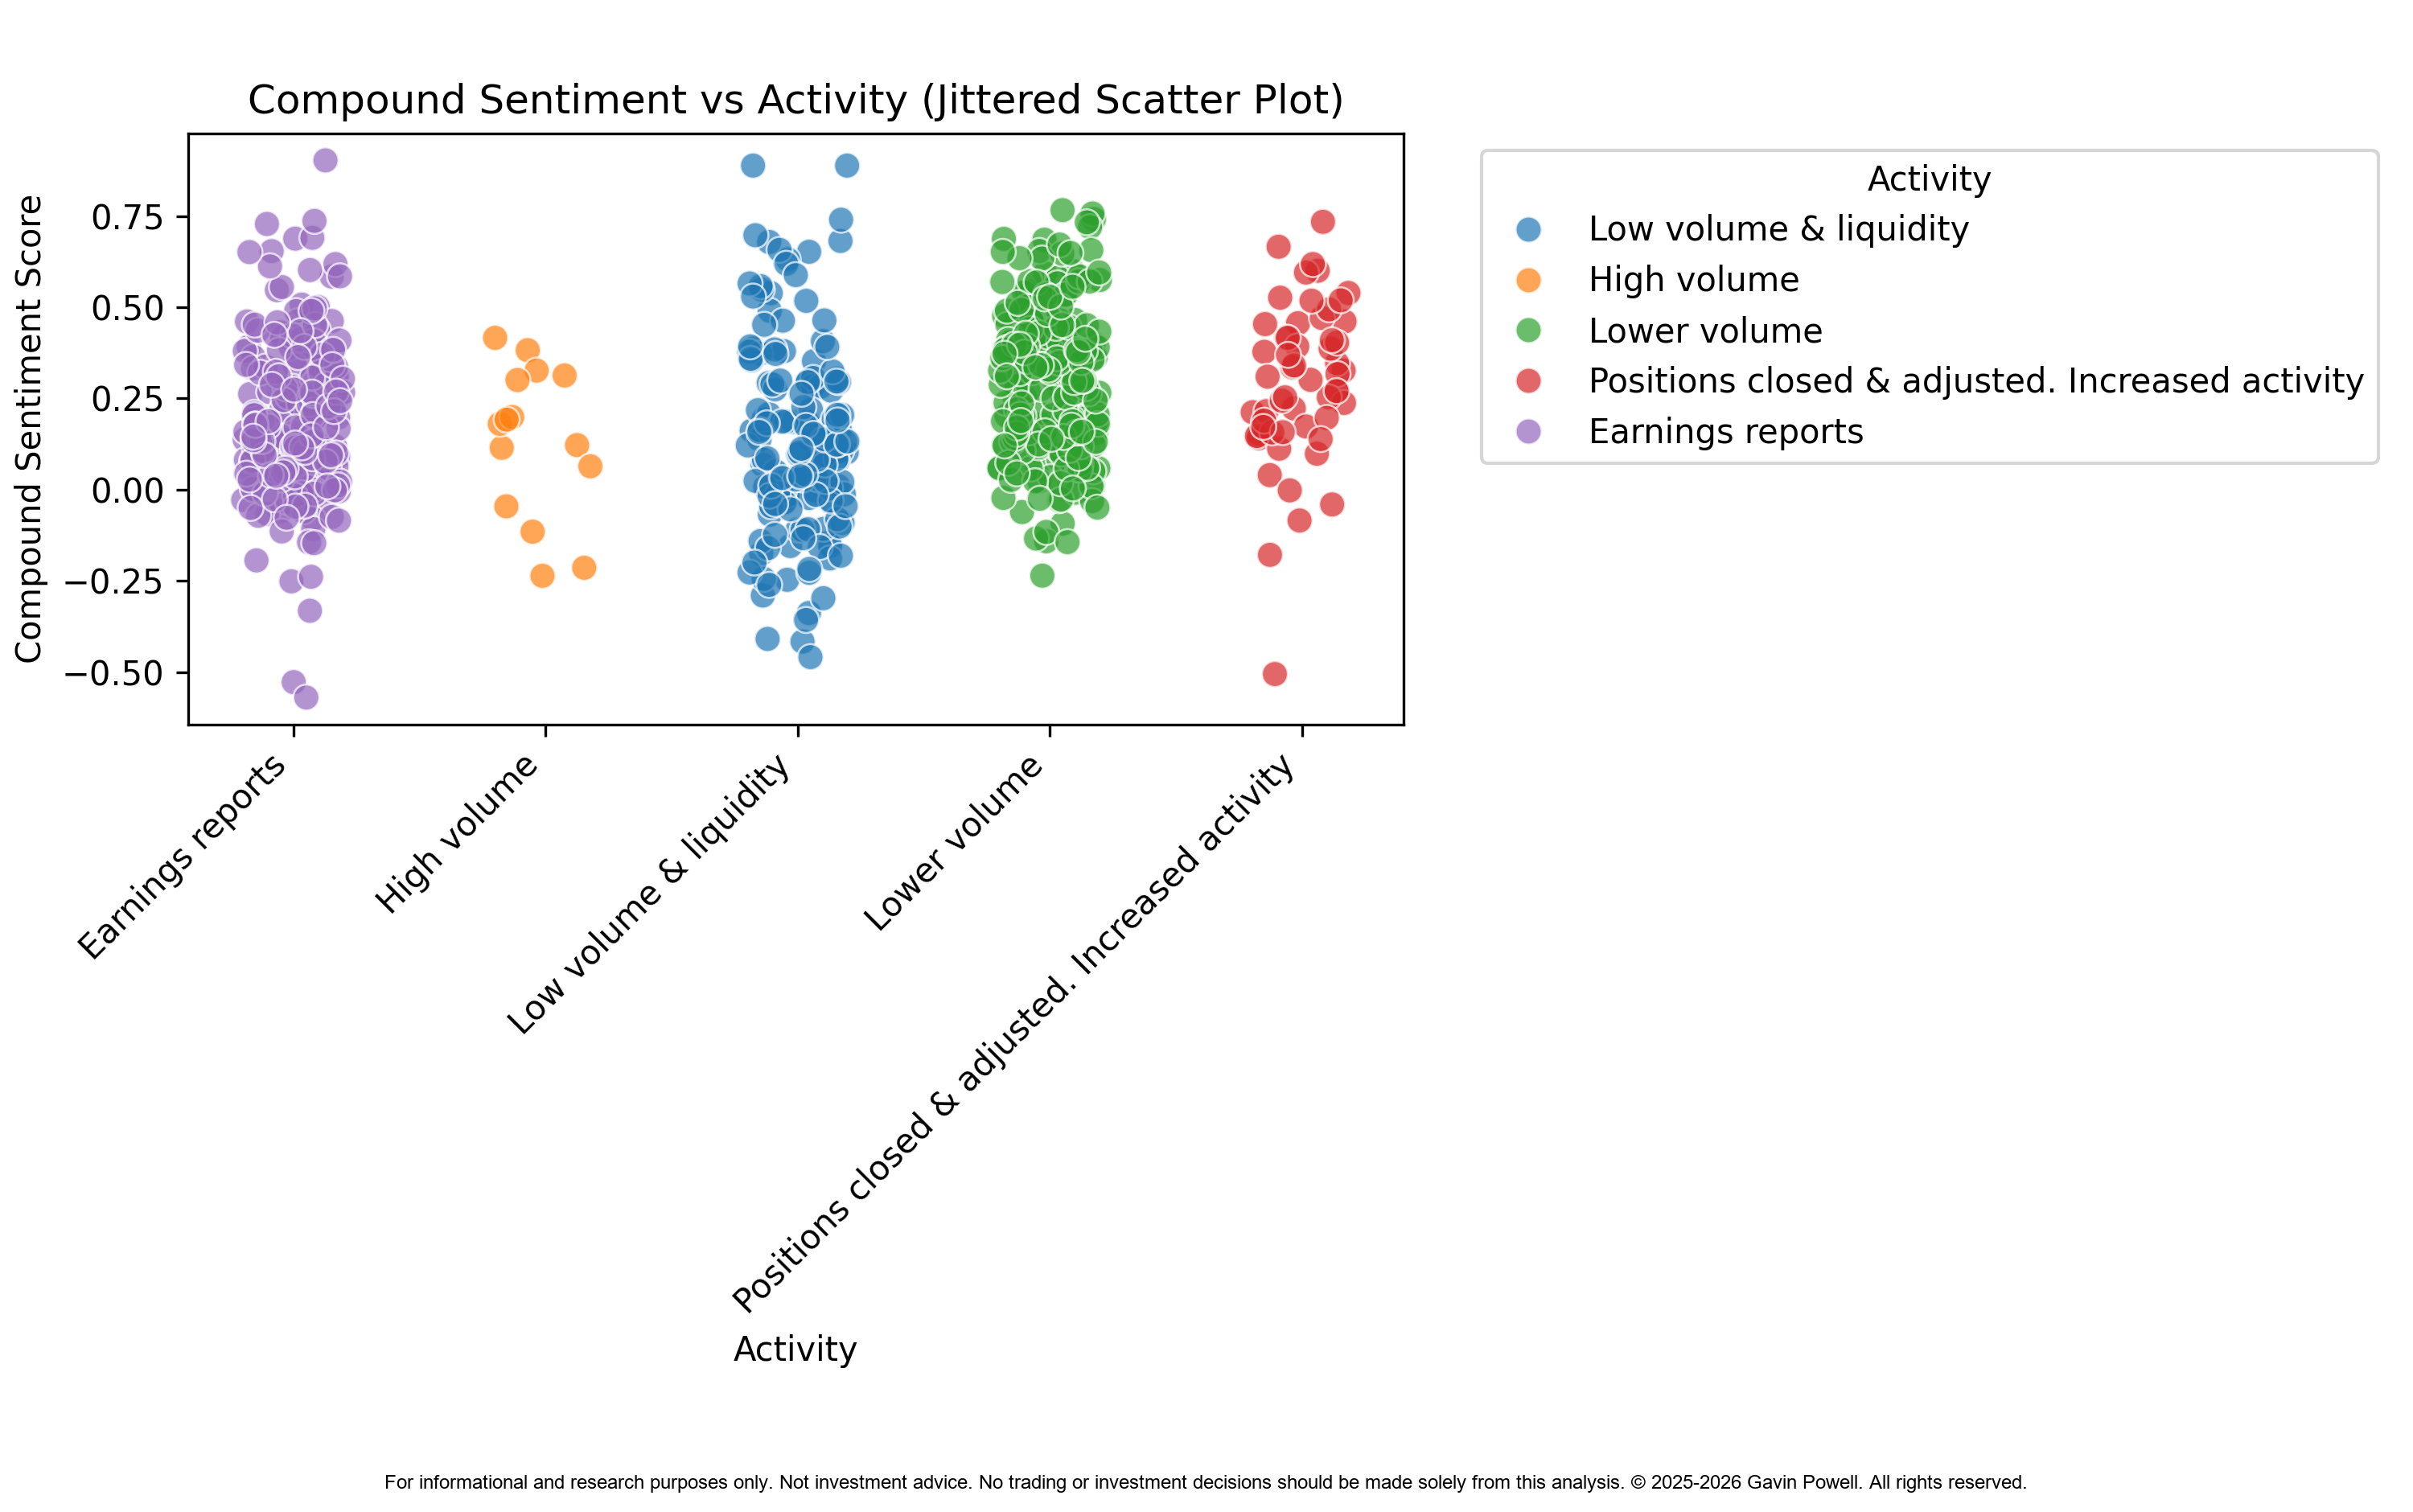 Compound Sentiment vs Activity (Jittered Scatter Plot)
Compound Sentiment Score
0.75
0.50
0.25
0.00
−0.25
−0.50
Earnings reports
High volume
Low volume & liquidity
Lower volume
Positions closed & adjusted. Increased activity
Activity
Activity
Low volume & liquidity
High volume
Lower volume
Positions closed & adjusted. Increased activity
Earnings reports
For informational and research purposes only. Not investment advice. No trading or investment decisions should be made solely from this analysis. © 2025-2026 Gavin Powell. All rights reserved.